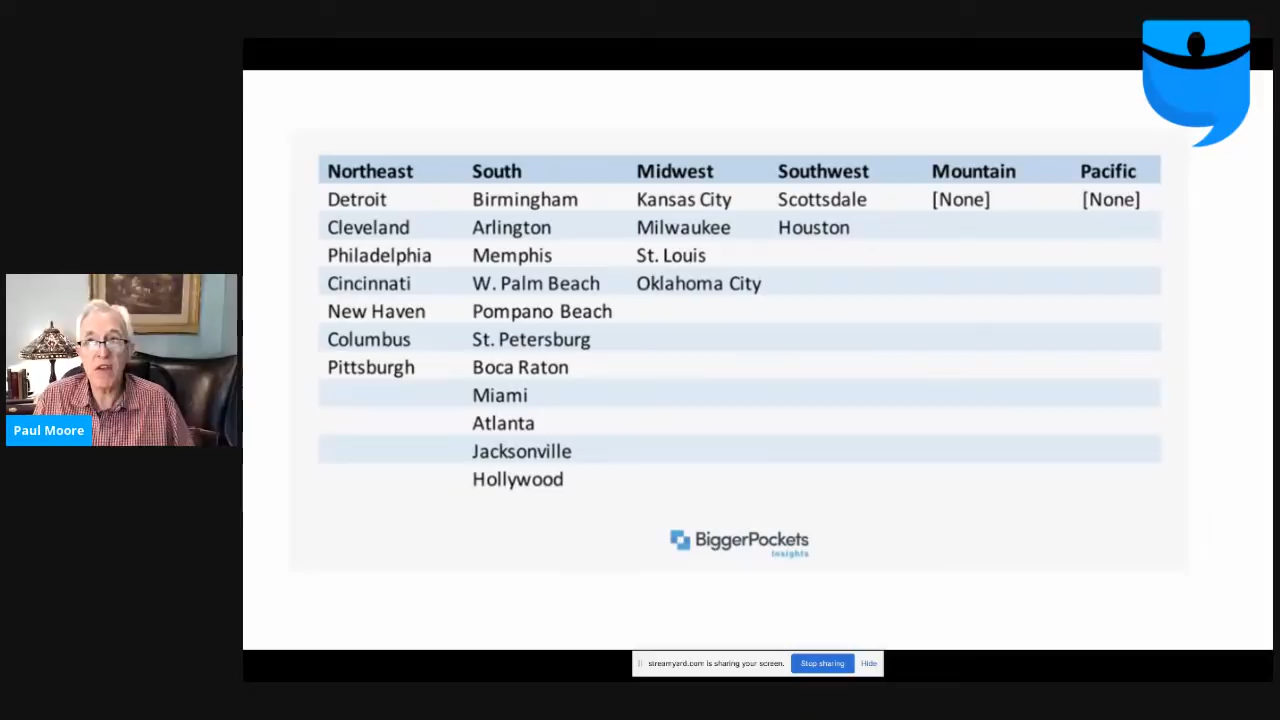 Northeast South Midwest Southwest Mountain Pacific
Detroit Birmingham Kansas City Scottsdale [None] [None]
Cleveland Arlington Milwaukee Houston
Philadelphia Memphis St. Louis
Cincinnati W. Palm Beach Oklahoma City
New Haven Pompano Beach
Columbus St. Petersburg
Pittsburgh Boca Raton
Miami
Atlanta
Jacksonville
Hollywood
BiggerPockets
Insights
Paul Moore
streamyard.com is sharing your screen. Stop sharing Hide